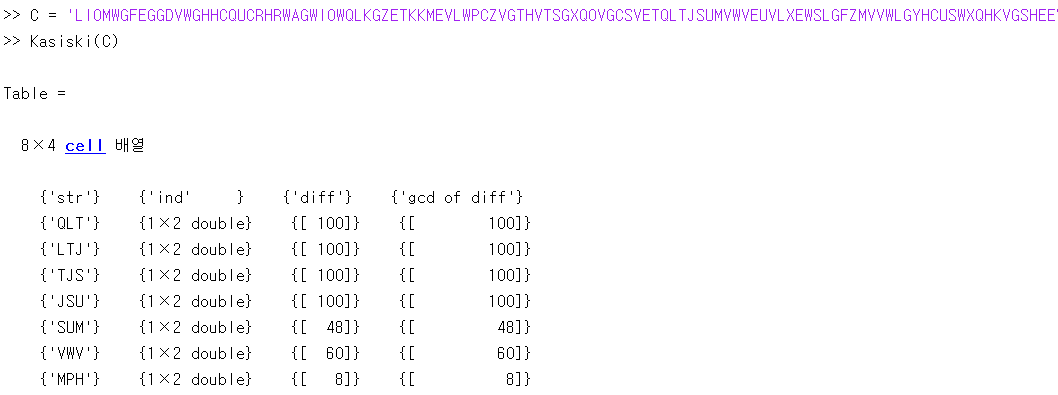 >> C = 'LIOMWGFEGGDVWGHHCQUCRHRWAGWIOWQLKGZETKKMEVLWPCZVGTHVTSGXQOVGCSVETQLTJSUMVWVEUVLXEWSLGFZMVVWLGYHCUSWXQHKVGSHEE'
>> Kasiski(C)
Table =
8×4 cell 배열
{'str'} {'ind' } {'diff'} {'gcd of diff'}
{'QLT'} {1×2 double} {[ 100]} {[ 100]}
{'LTJ'} {1×2 double} {[ 100]} {[ 100]}
{'TJS'} {1×2 double} {[ 100]} {[ 100]}
{'JSU'} {1×2 double} {[ 100]} {[ 100]}
{'SUM'} {1×2 double} {[ 48]} {[ 48]}
{'VWV'} {1×2 double} {[ 60]} {[ 60]}
{'MPH'} {1×2 double} {[ 8]} {[ 8]}